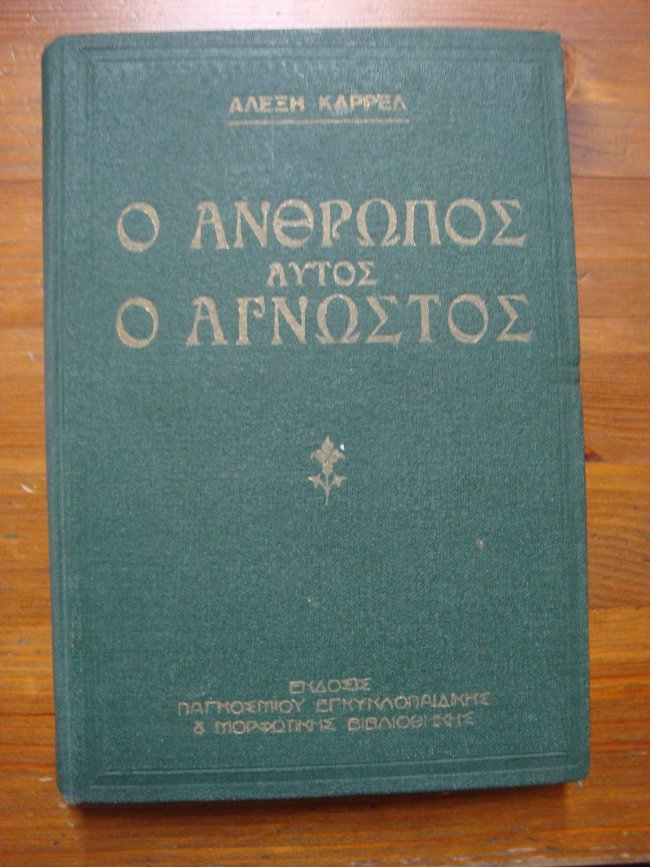 ΑΛΕΞΗ ΚΑΡΡΕΛ
Ο ΑΝΘΡΩΠΟΣ
ΑΥΤΟΣ
Ο ΑΓΝΩΣΤΟΣ
ΕΚΔΟΣΙΣ
ΠΑΓΚΟΣΜΙΟΥ ΕΓΚΥΚΛΟΠΑΙΔΙΚΗΣ
& ΜΟΡΦΩΤΙΚΗΣ ΒΙΒΛΙΟΘΗΚΗΣ